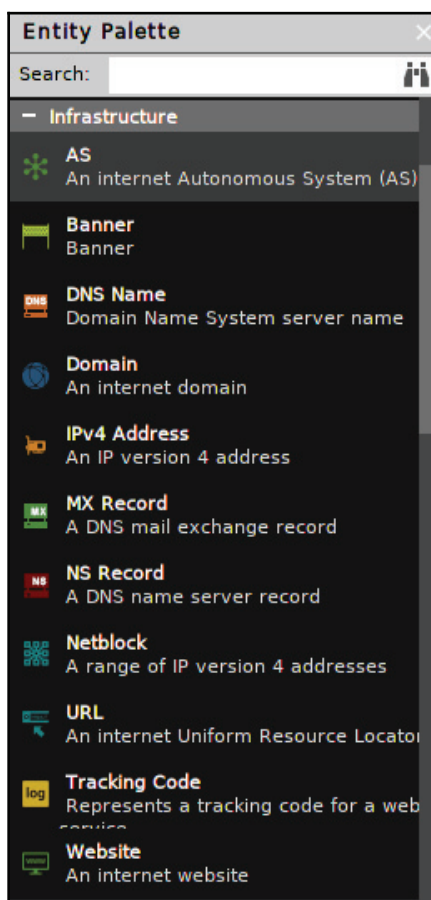 Entity Palette
Search:
Infrastructure
AS
An internet Autonomous System (AS)
Banner
Banner
DNS
DNS Name
Domain Name System server name
Domain
An internet domain
IPv4 Address
An IP version 4 address
MX
MX Record
A DNS mail exchange record
NS
NS Record
A DNS name server record
Netblock
A range of IP version 4 addresses
URL
An internet Uniform Resource Locator
log
Tracking Code
Represents a tracking code for a web
service
www
Website
An internet website